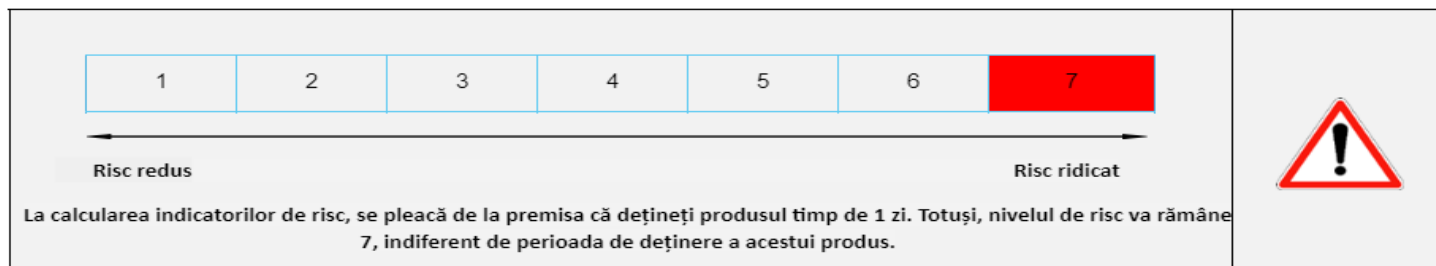 1 2 3 4 5 6 7
Risc redus Risc ridicat
La calcularea indicatorilor de risc, se pleacă de la premisa că dețineți produsul timp de 1 zi. Totuși, nivelul de risc va rămâne
7, indiferent de perioada de deținere a acestui produs.